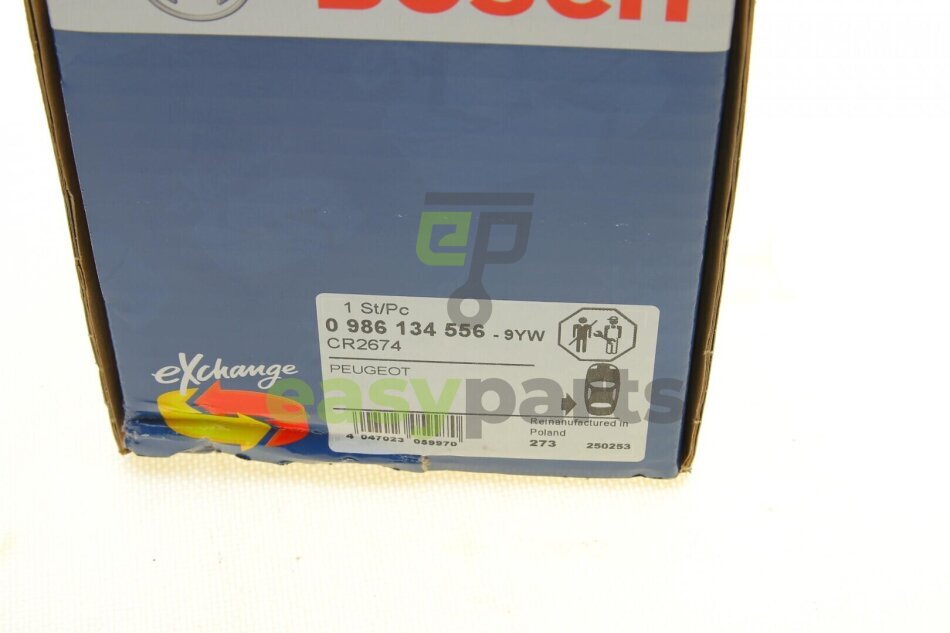 BOSCH
ep
1 St/Pc
0 986 134 556 - 9YW
CR2674
PEUGEOT
eXchange
easyparts
4 047023 059970
Remanufactured in
Poland
273 250253